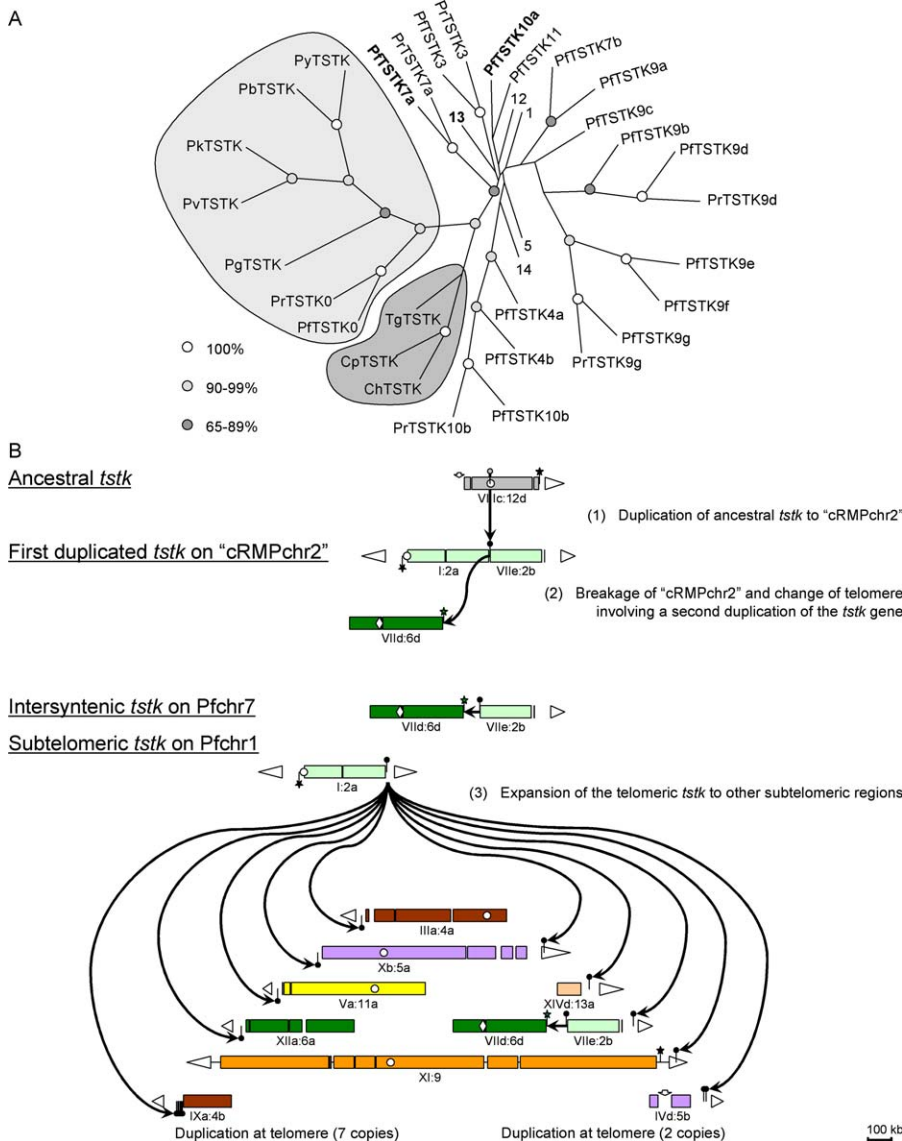 A
PyTSTK
PbTSTK
PkTSTK
PvTSTK
PgTSTK
PrTSTK0
PfTSTK0
TgTSTK
CpTSTK
ChTSTK
PfTSTK7a
PrTSTK7a
13
PfTSTK3
PrTSTK3
PfTSTK10a
PfTSTK11
12
1
PfTSTK7b
PfTSTK9a
PfTSTK9c
PfTSTK9b
PfTSTK9d
PrTSTK9d
PfTSTK9e
PfTSTK9f
PfTSTK9g
PrTSTK9g
5
14
PfTSTK4a
PfTSTK4b
PfTSTK10b
PrTSTK10b
100%
90-99%
65-89%
B
Ancestral tstk
VIIIc:12d
(1) Duplication of ancestral tstk to “cRMPchr2”
First duplicated tstk on “cRMPchr2”
I:2a VIIe:2b
(2) Breakage of “cRMPchr2” and change of telomere
involving a second duplication of the tstk gene
VIId:6d
Intersyntenic tstk on Pfchr7
VIId:6d VIIe:2b
Subtelomeric tstk on Pfchr1
I:2a
(3) Expansion of the telomeric tstk to other subtelomeric regions
IIIa:4a
Xb:5a
Va:11a XIVd:13a
XIIa:6a VIId:6d VIIe:2b
XI:9
IXa:4b IVd:5b
Duplication at telomere (7 copies) Duplication at telomere (2 copies)
100 kb